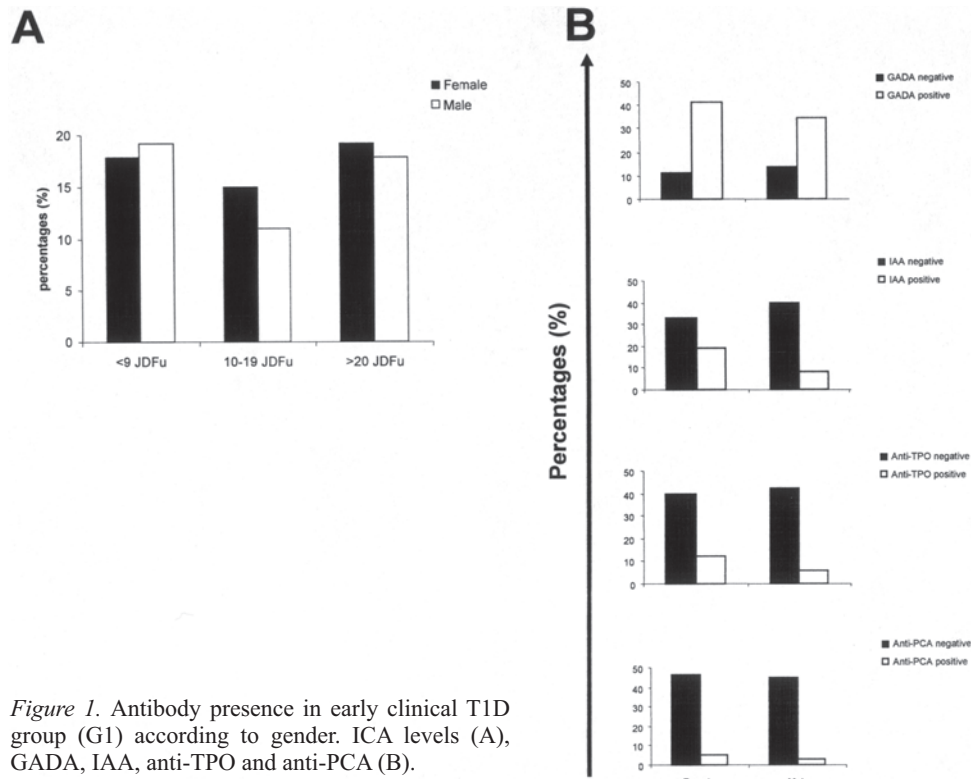 A
Female
Male
percentages (%)
20
15
10
5
0
<9 JDFu
10-19 JDFu
>20 JDFu
Figure 1. Antibody presence in early clinical T1D
group (G1) according to gender. ICA levels (A),
GADA, IAA, anti-TPO and anti-PCA (B).
B
Percentages (%)
GADA negative
GADA positive
50
40
30
20
10
0
IAA negative
IAA positive
50
40
30
20
10
0
Anti-TPO negative
Anti-TPO positive
50
40
30
20
10
0
Anti-PCA negative
Anti-PCA positive
50
40
30
20
10
0